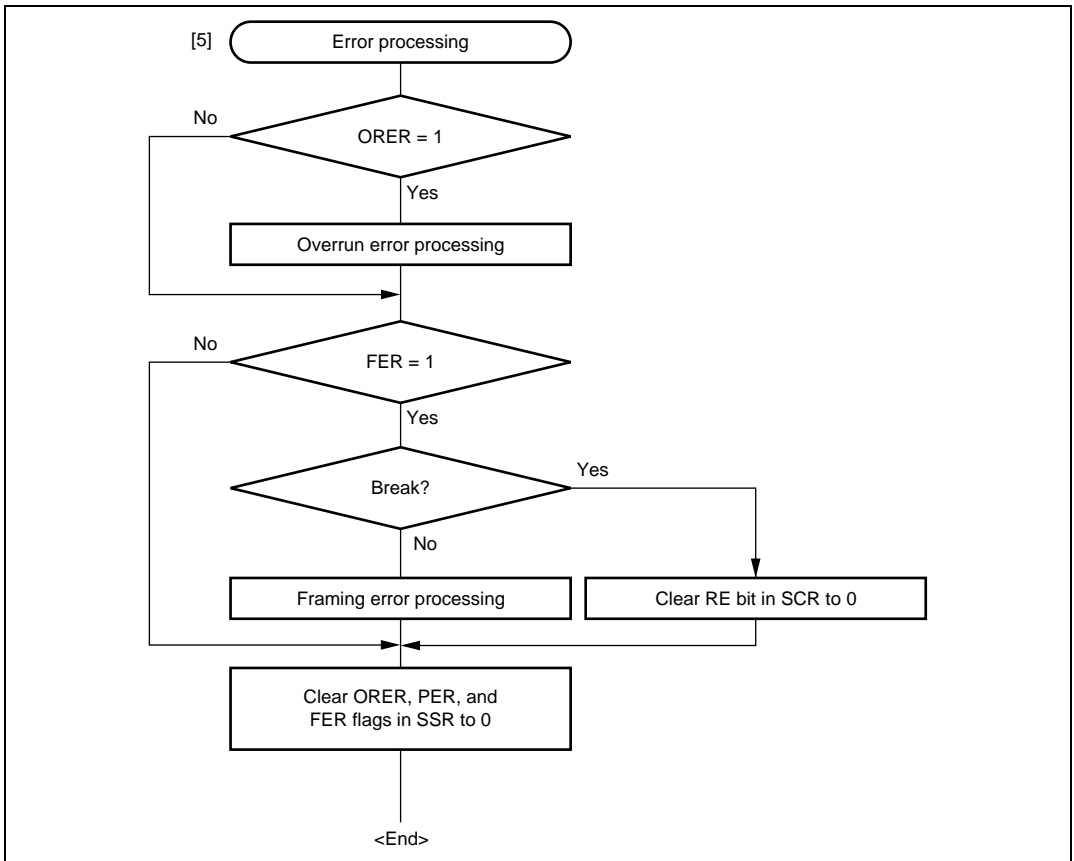 [5] Error processing
No
ORER = 1
Yes
Overrun error processing
No
FER = 1
Yes
Yes
Break?
No
Framing error processing
Clear RE bit in SCR to 0
Clear ORER, PER, and
FER flags in SSR to 0
<End>